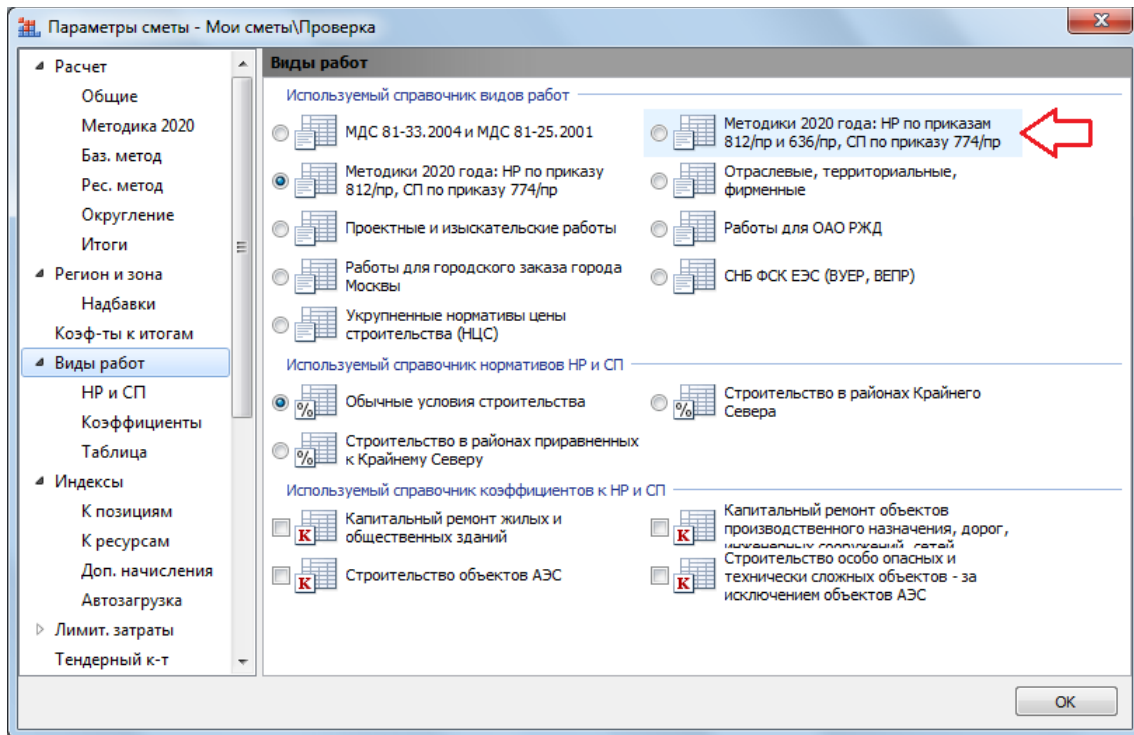 Параметры сметы - Мои сметы\Проверка
Расчет
Общие
Методика 2020
Баз. метод
Рес. метод
Округление
Итоги
Регион и зона
Надбавки
Коэф-ты к итогам
Виды работ
НР и СП
Коэффициенты
Таблица
Индексы
К позициям
К ресурсам
Доп. начисления
Автозагрузка
Лимит. затраты
Тендерный к-т
Виды работ
Используемый справочник видов работ
МДС 81-33.2004 и МДС 81-25.2001
Методики 2020 года: НР по приказам
812/пр и 636/пр, СП по приказу 774/пр
Методики 2020 года: НР по приказу
812/пр, СП по приказу 774/пр
Отраслевые, территориальные,
фирменные
Проектные и изыскательские работы
Работы для ОАО РЖД
Работы для городского заказа города
Москвы
СНБ ФСК ЕЭС (ВУЕР, ВЕПР)
Укрупненные нормативы цены
строительства (НЦС)
Используемый справочник нормативов НР и СП
% Обычные условия строительства
% Строительство в районах Крайнего
Севера
% Строительство в районах приравненных
к Крайнему Северу
Используемый справочник коэффициентов к НР и СП
К Капитальный ремонт жилых и
общественных зданий
К Капитальный ремонт объектов
производственного назначения, дорог,
инженерных сооружений, сетей
К Строительство объектов АЭС
К Строительство особо опасных и
технически сложных объектов - за
исключением объектов АЭС
OK